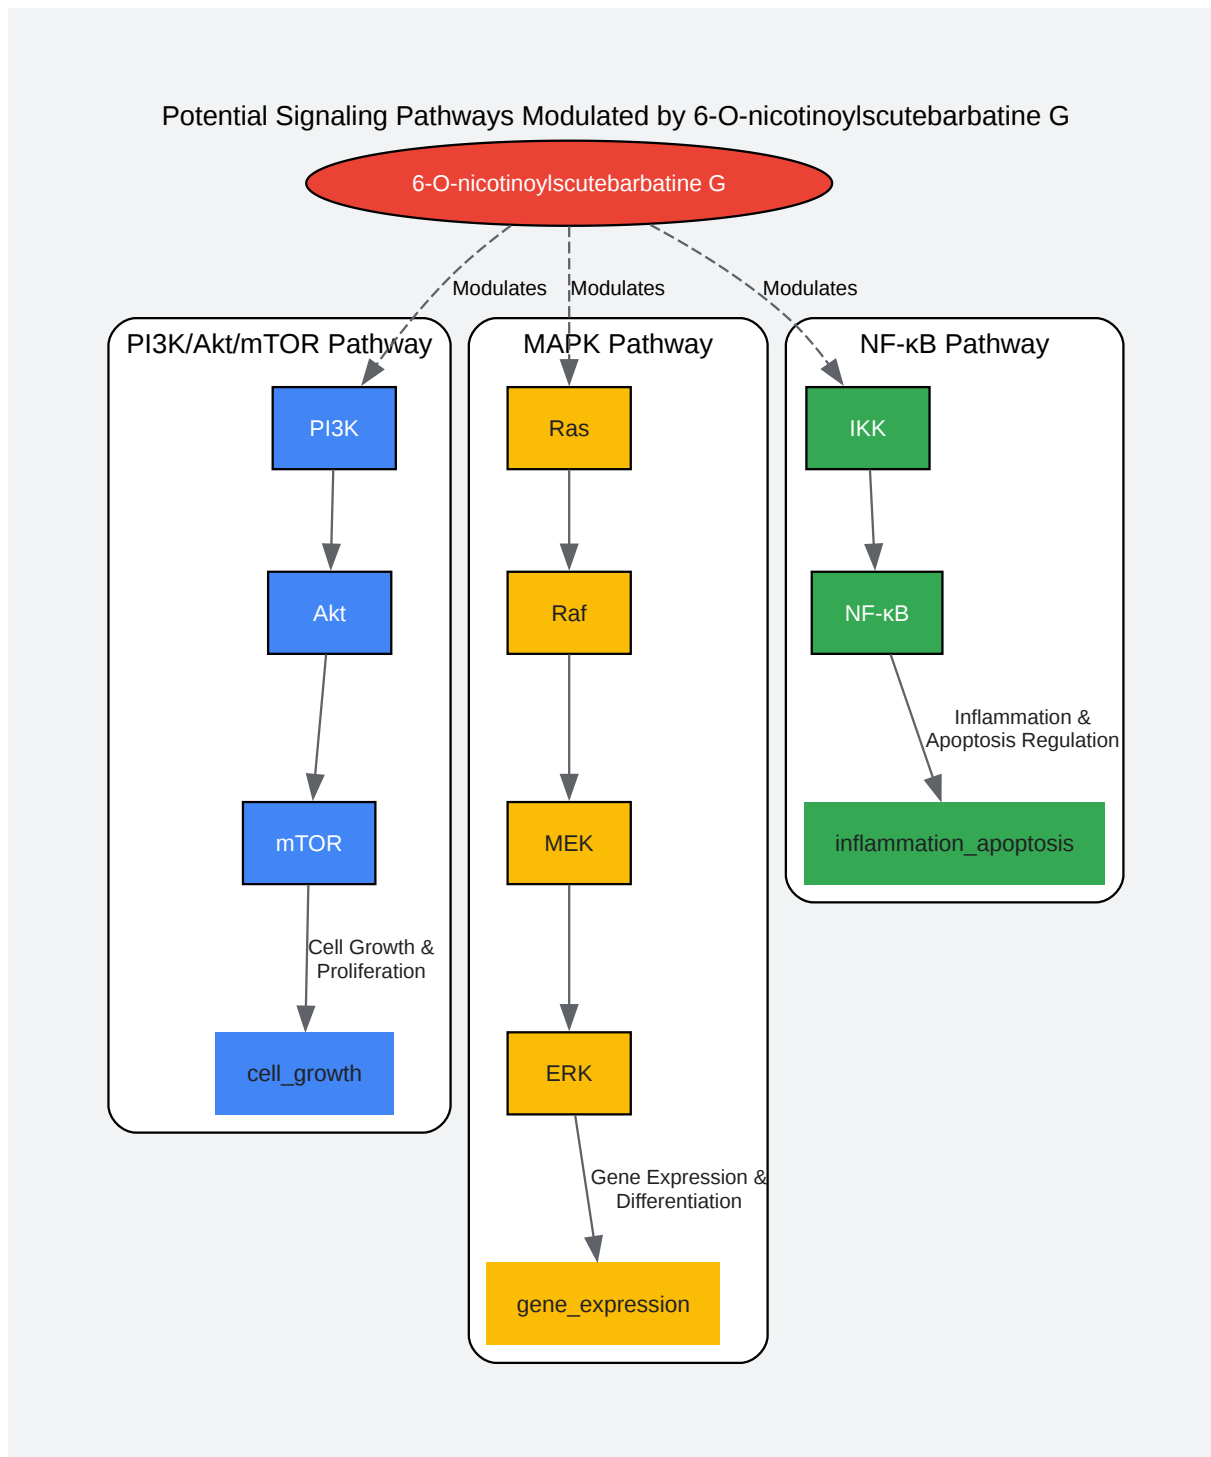 Potential Signaling Pathways Modulated by 6-O-nicotinoylscutebarbatine G
6-O-nicotinoylscutebarbatine G
Modulates
Modulates
Modulates
PI3K/Akt/mTOR Pathway
PI3K
Akt
mTOR
Cell Growth &
Proliferation
cell_growth
MAPK Pathway
Ras
Raf
MEK
ERK
Gene Expression &
Differentiation
gene_expression
NF-κB Pathway
IKK
NF-κB
Inflammation &
Apoptosis Regulation
inflammation_apoptosis